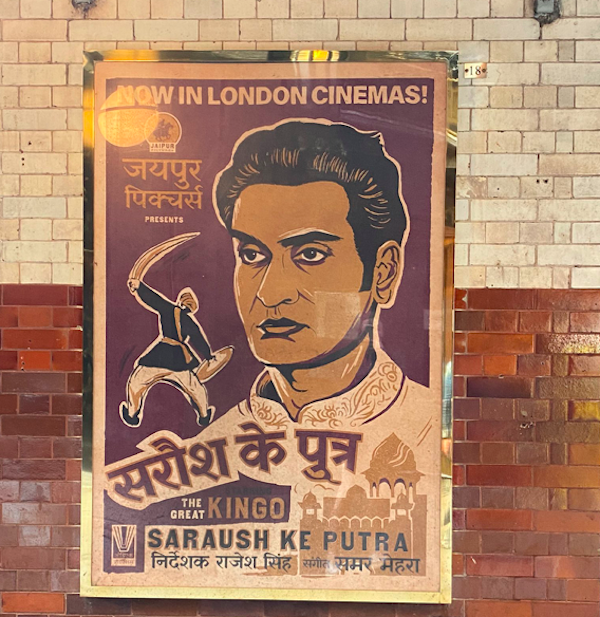 18
NOW IN LONDON CINEMAS!
JAIPUR
जयपुर
पिक्चर्स
PRESENTS
सरौश के पुत्र
THE
GREAT KINGO
SARAUSH KE PUTRA
निर्देशक राजेश सिंह संगीत समर मेहरा